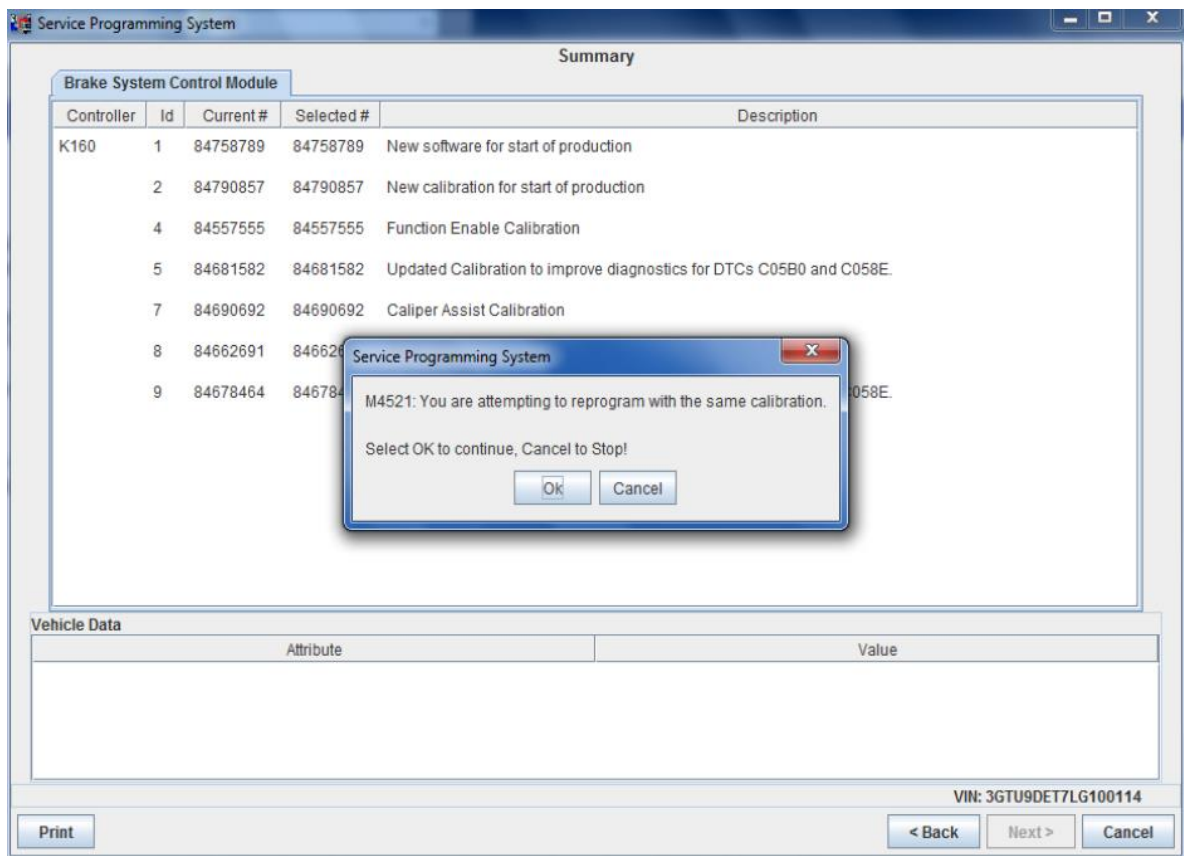 Service Programming System
Summary
Brake System Control Module
Controller Id Current # Selected # Description
K160 1 84758789 84758789 New software for start of production
2 84790857 84790857 New calibration for start of production
4 84557555 84557555 Function Enable Calibration
5 84681582 84681582 Updated Calibration to improve diagnostics for DTCs C05B0 and C058E.
7 84690692 84690692 Caliper Assist Calibration
8 84662691 84662
9 84678464 84678 058E.
Service Programming System
M4521: You are attempting to reprogram with the same calibration.
Select OK to continue, Cancel to Stop!
Ok Cancel
Vehicle Data
Attribute Value
VIN: 3GTU9DET7LG100114
Print < Back Next > Cancel